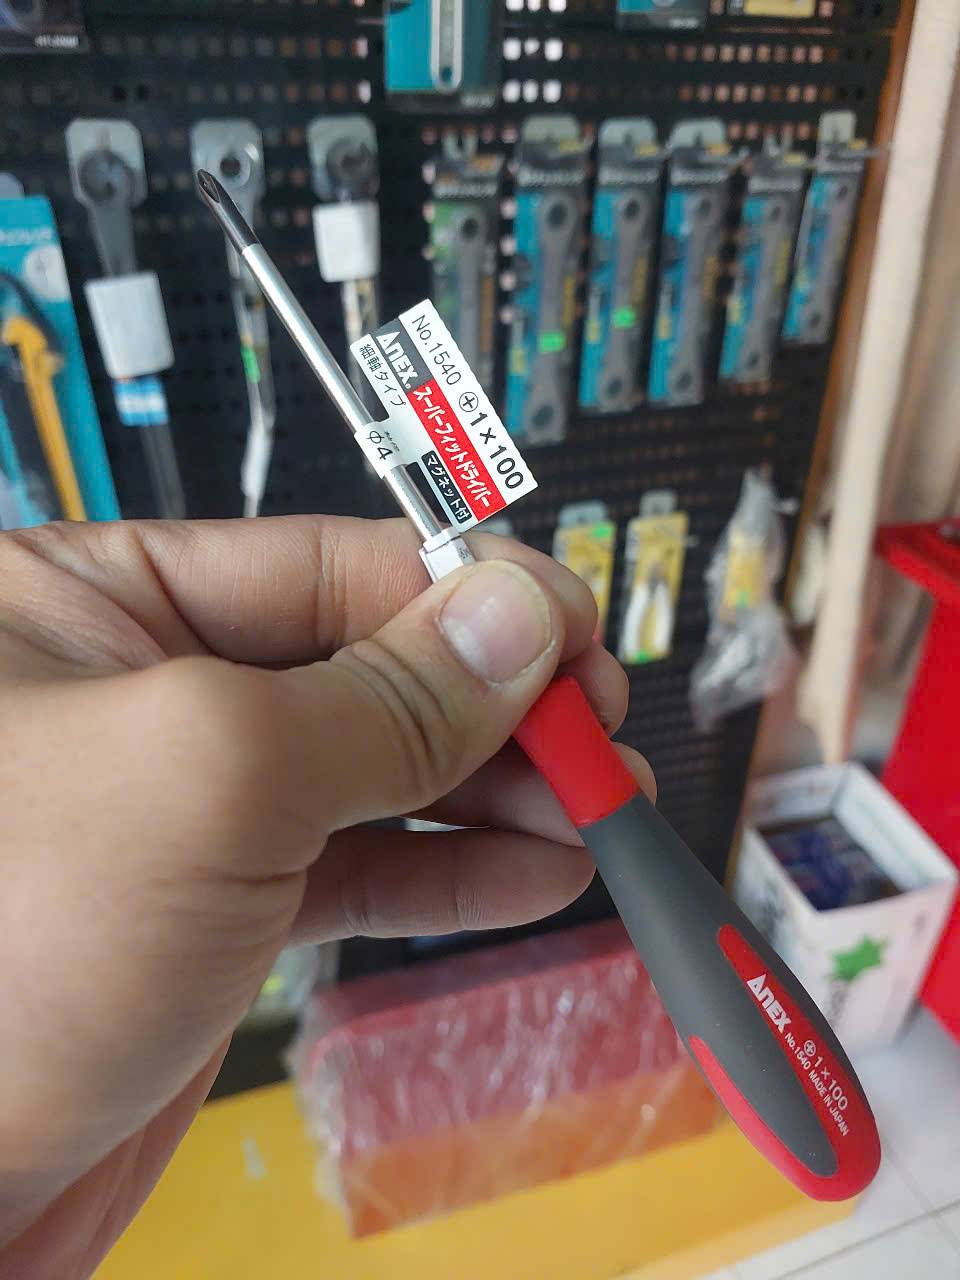 No.1540 ⊕1×100
ANEX® スーパーフィットドライバー
細軸タイプ マグネット付
φ4
ANEX
No.1540 ⊕1×100
MADE IN JAPAN